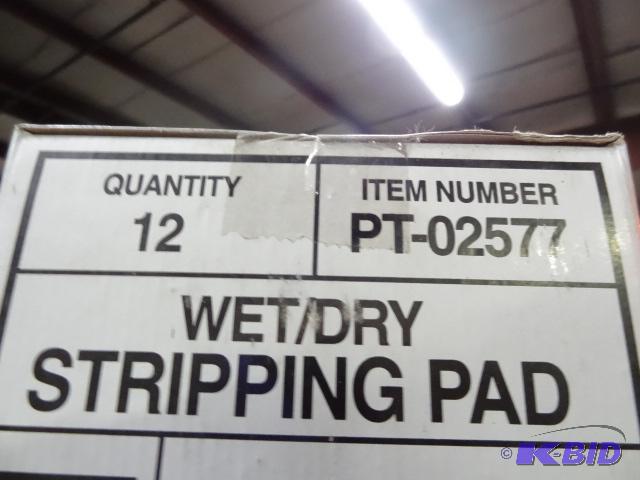 QUANTITY
12
ITEM NUMBER
PT-02577
WET/DRY
STRIPPING PAD
K-BID